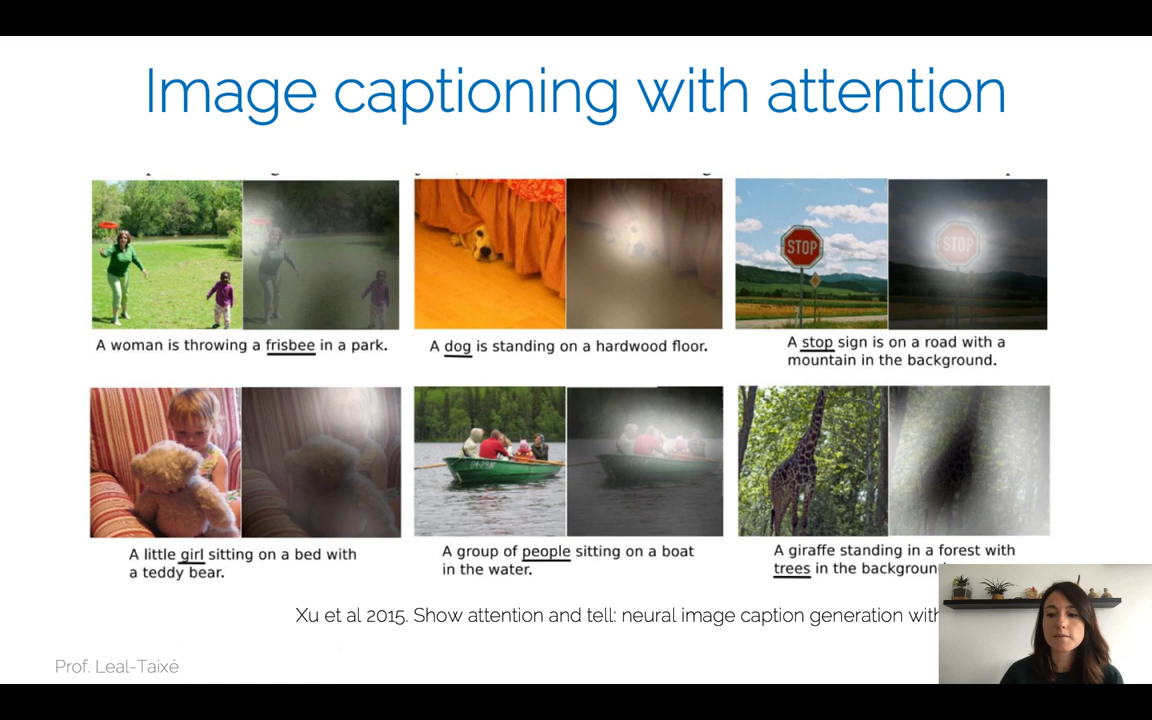 Image captioning with attention
STOP
STOP
A woman is throwing a frisbee in a park.
A dog is standing on a hardwood floor.
A stop sign is on a road with a
mountain in the background.
A little girl sitting on a bed with
a teddy bear.
A group of people sitting on a boat
in the water.
A giraffe standing in a forest with
trees in the background
Xu et al 2015. Show attention and tell: neural image caption generation with
Prof. Leal-Taixé